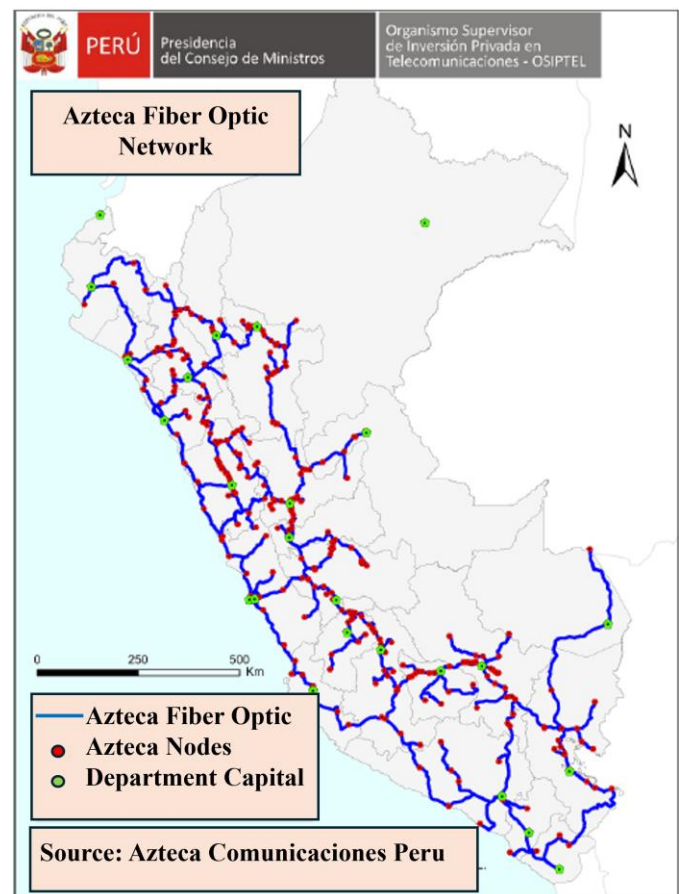 PERÚ
Presidencia
del Consejo de Ministros
Organismo Supervisor
de Inversión Privada en
Telecomunicaciones - OSIPTEL
Azteca Fiber Optic
Network
N
0 250 500
Km
Azteca Fiber Optic
Azteca Nodes
Department Capital
Source: Azteca Comunicaciones Peru